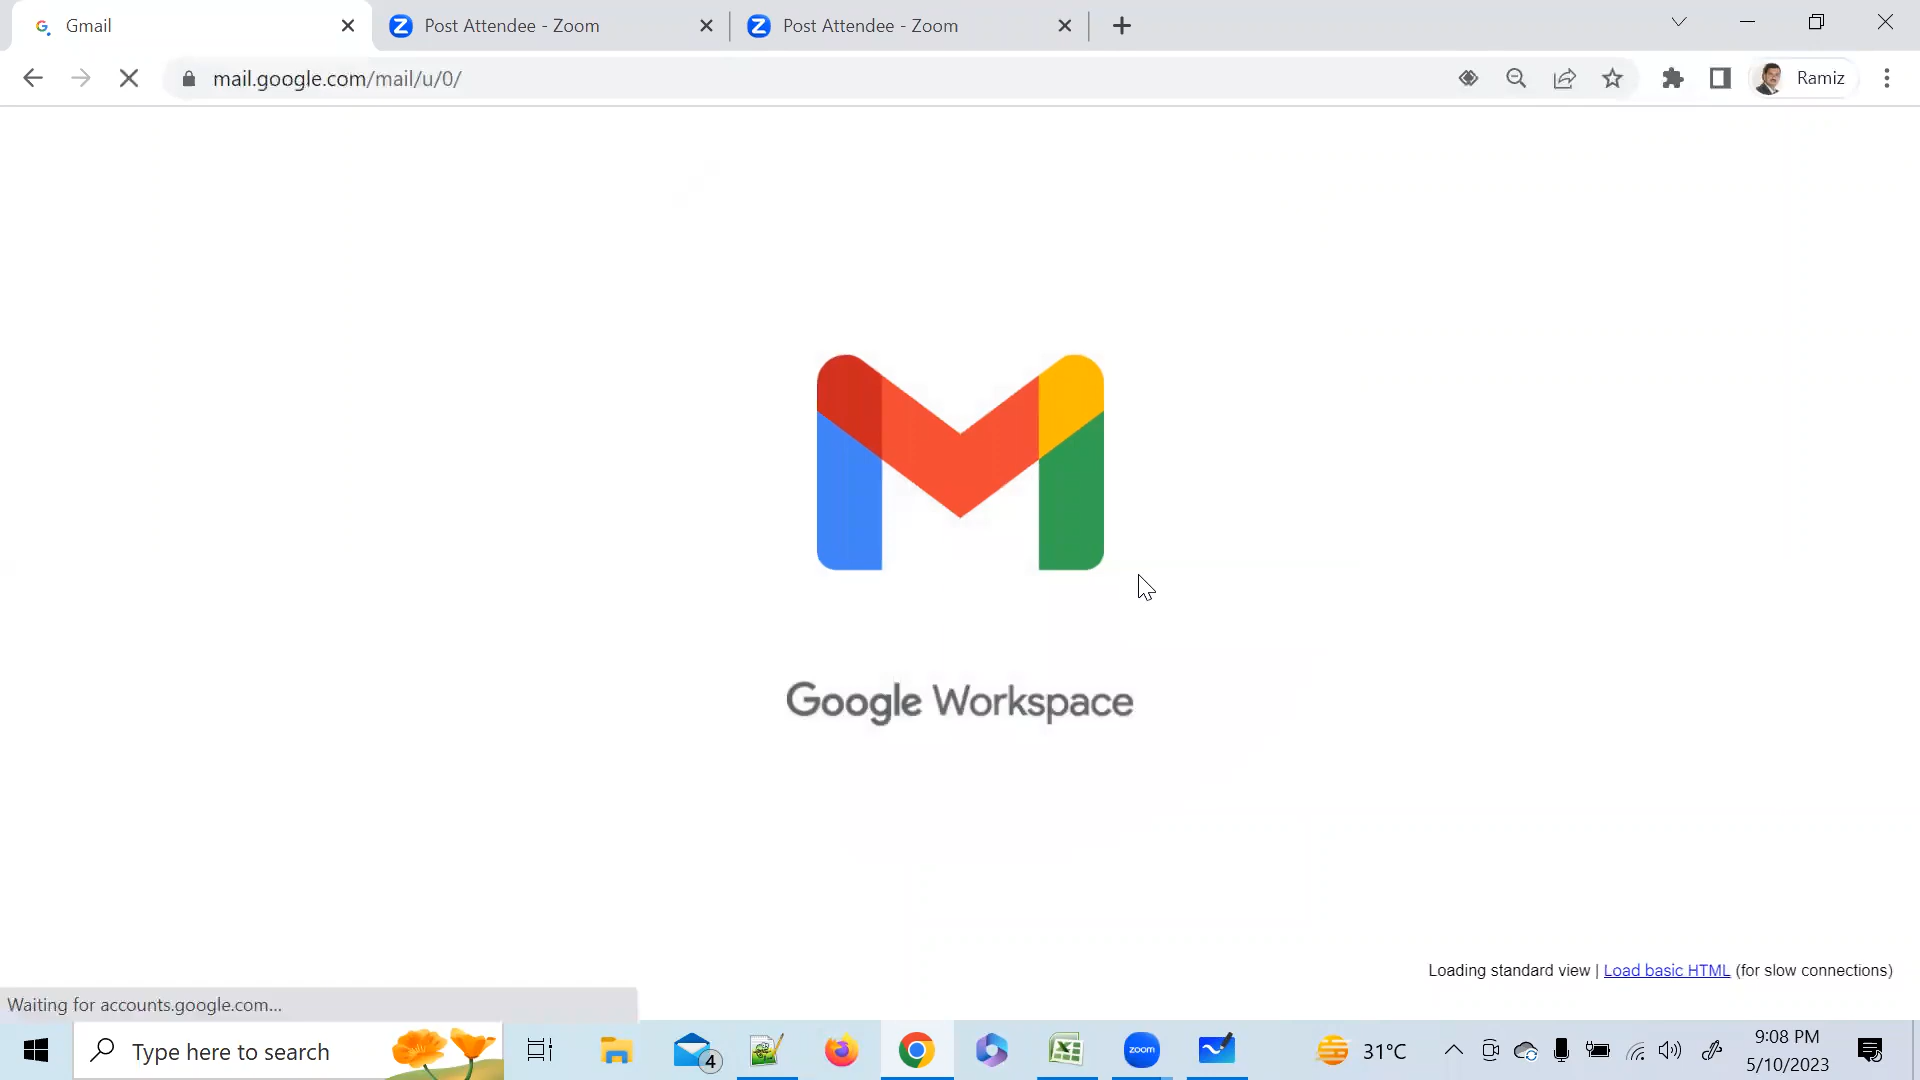 Gmail
Post Attendee - Zoom
Post Attendee - Zoom
mail.google.com/mail/u/0/
Ramiz
Google Workspace
Loading standard view | Load basic HTML (for slow connections)
Waiting for accounts.google.com...
Type here to search
4
zoom
31°C
9:08 PM
5/10/2023